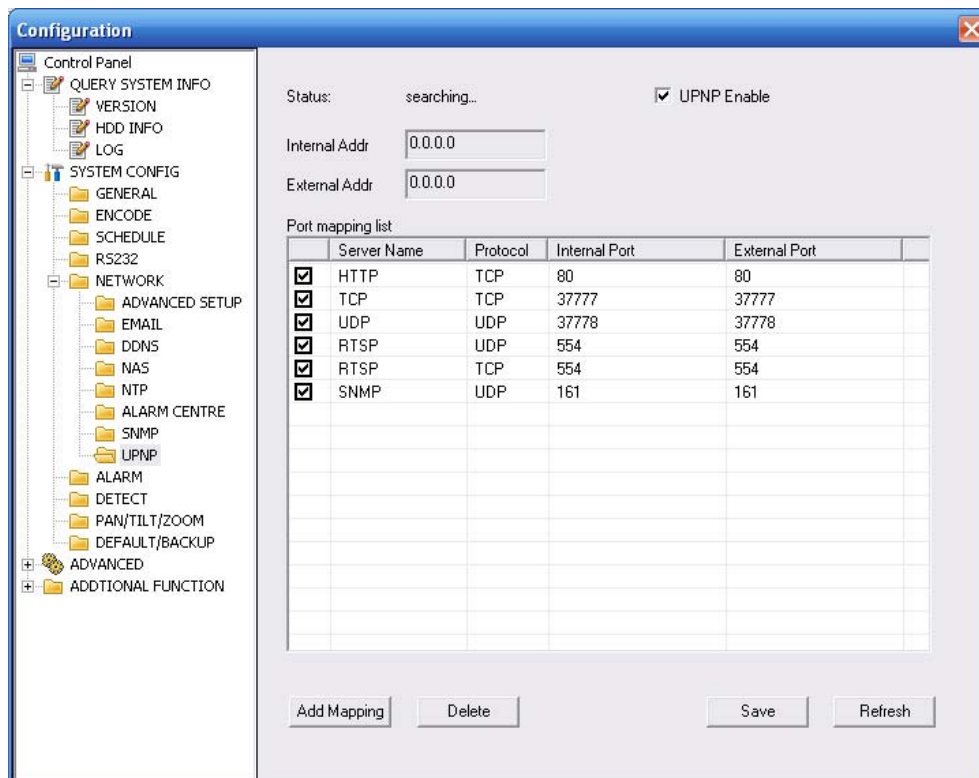 Configuration
Control Panel
QUERY SYSTEM INFO
VERSION
HDD INFO
LOG
SYSTEM CONFIG
GENERAL
ENCODE
SCHEDULE
RS232
NETWORK
ADVANCED SETUP
EMAIL
DDNS
NAS
NTP
ALARM CENTRE
SNMP
UPNP
ALARM
DETECT
PAN/TILT/ZOOM
DEFAULT/BACKUP
ADVANCED
ADDTIONAL FUNCTION
Status: searching... UPNP Enable
Internal Addr 0.0.0.0
External Addr 0.0.0.0
Port mapping list
Server Name Protocol Internal Port External Port
HTTP TCP 80 80
TCP TCP 37777 37777
UDP UDP 37778 37778
RTSP UDP 554 554
RTSP TCP 554 554
SNMP UDP 161 161
Add Mapping Delete Save Refresh